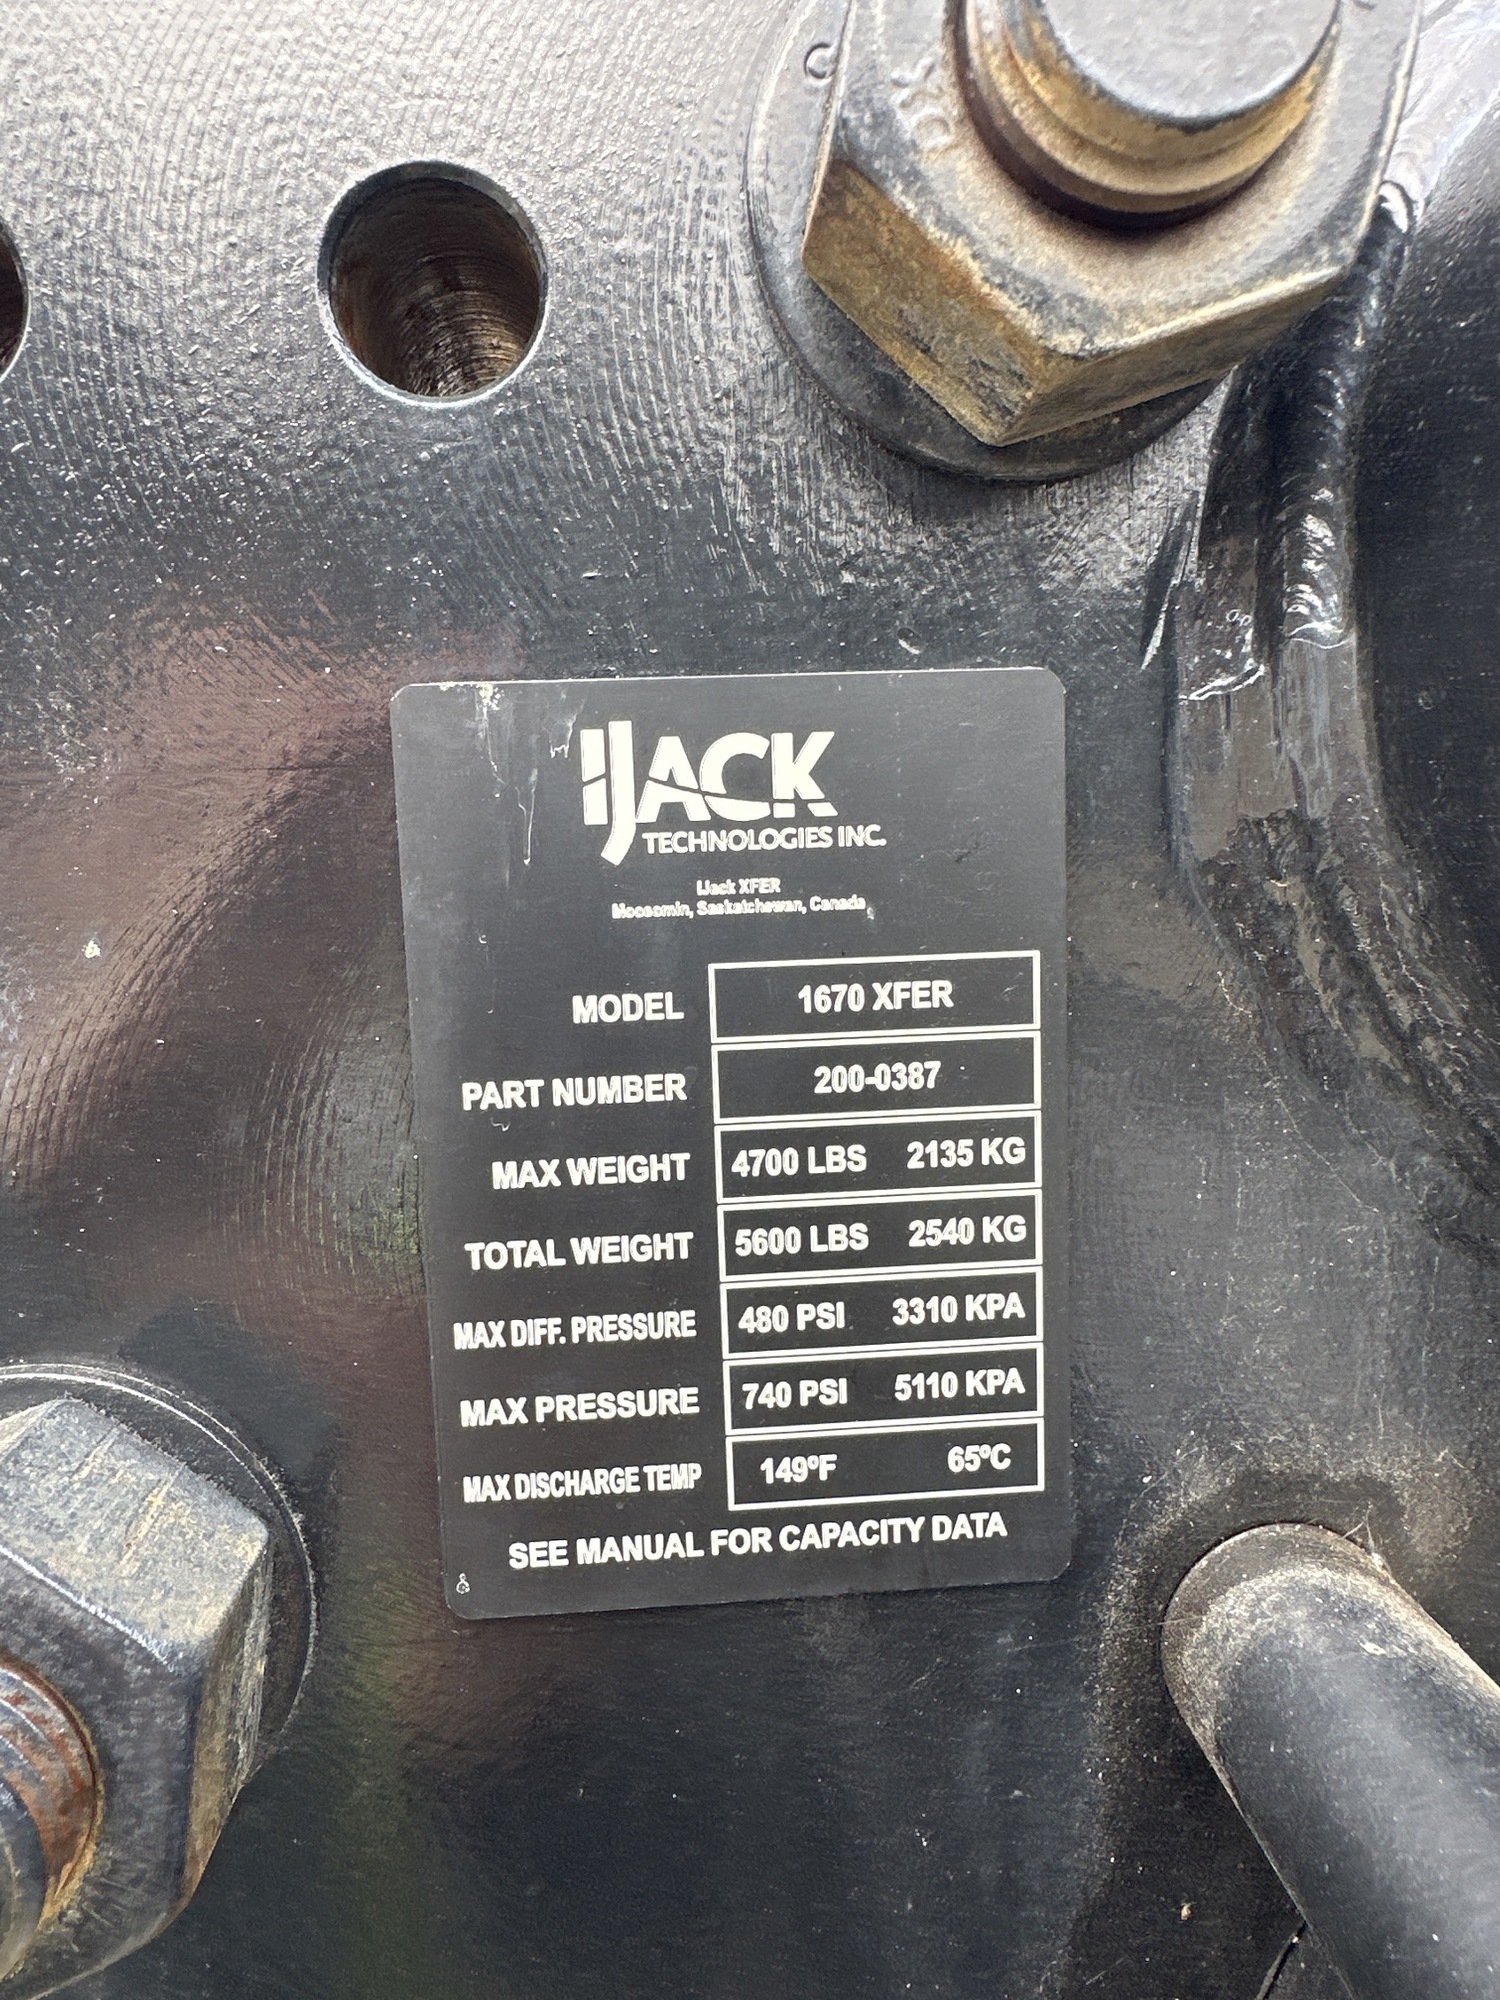 IJACK
TECHNOLOGIES INC.
IJack XFER
Moosomin, Saskatchewan, Canada
MODEL 1670 XFER
PART NUMBER 200-0387
MAX WEIGHT 4700 LBS 2135 KG
TOTAL WEIGHT 5600 LBS 2540 KG
MAX DIFF. PRESSURE 480 PSI 3310 KPA
MAX PRESSURE 740 PSI 5110 KPA
MAX DISCHARGE TEMP 149ºF 65ºC
SEE MANUAL FOR CAPACITY DATA